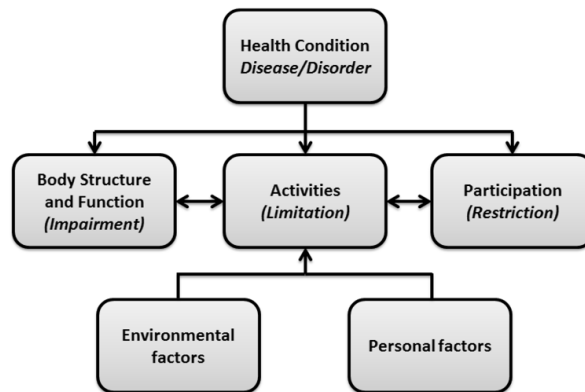 Health Condition
Disease/Disorder
Body Structure
and Function
(Impairment)
Activities
(Limitation)
Participation
(Restriction)
Environmental
factors
Personal factors